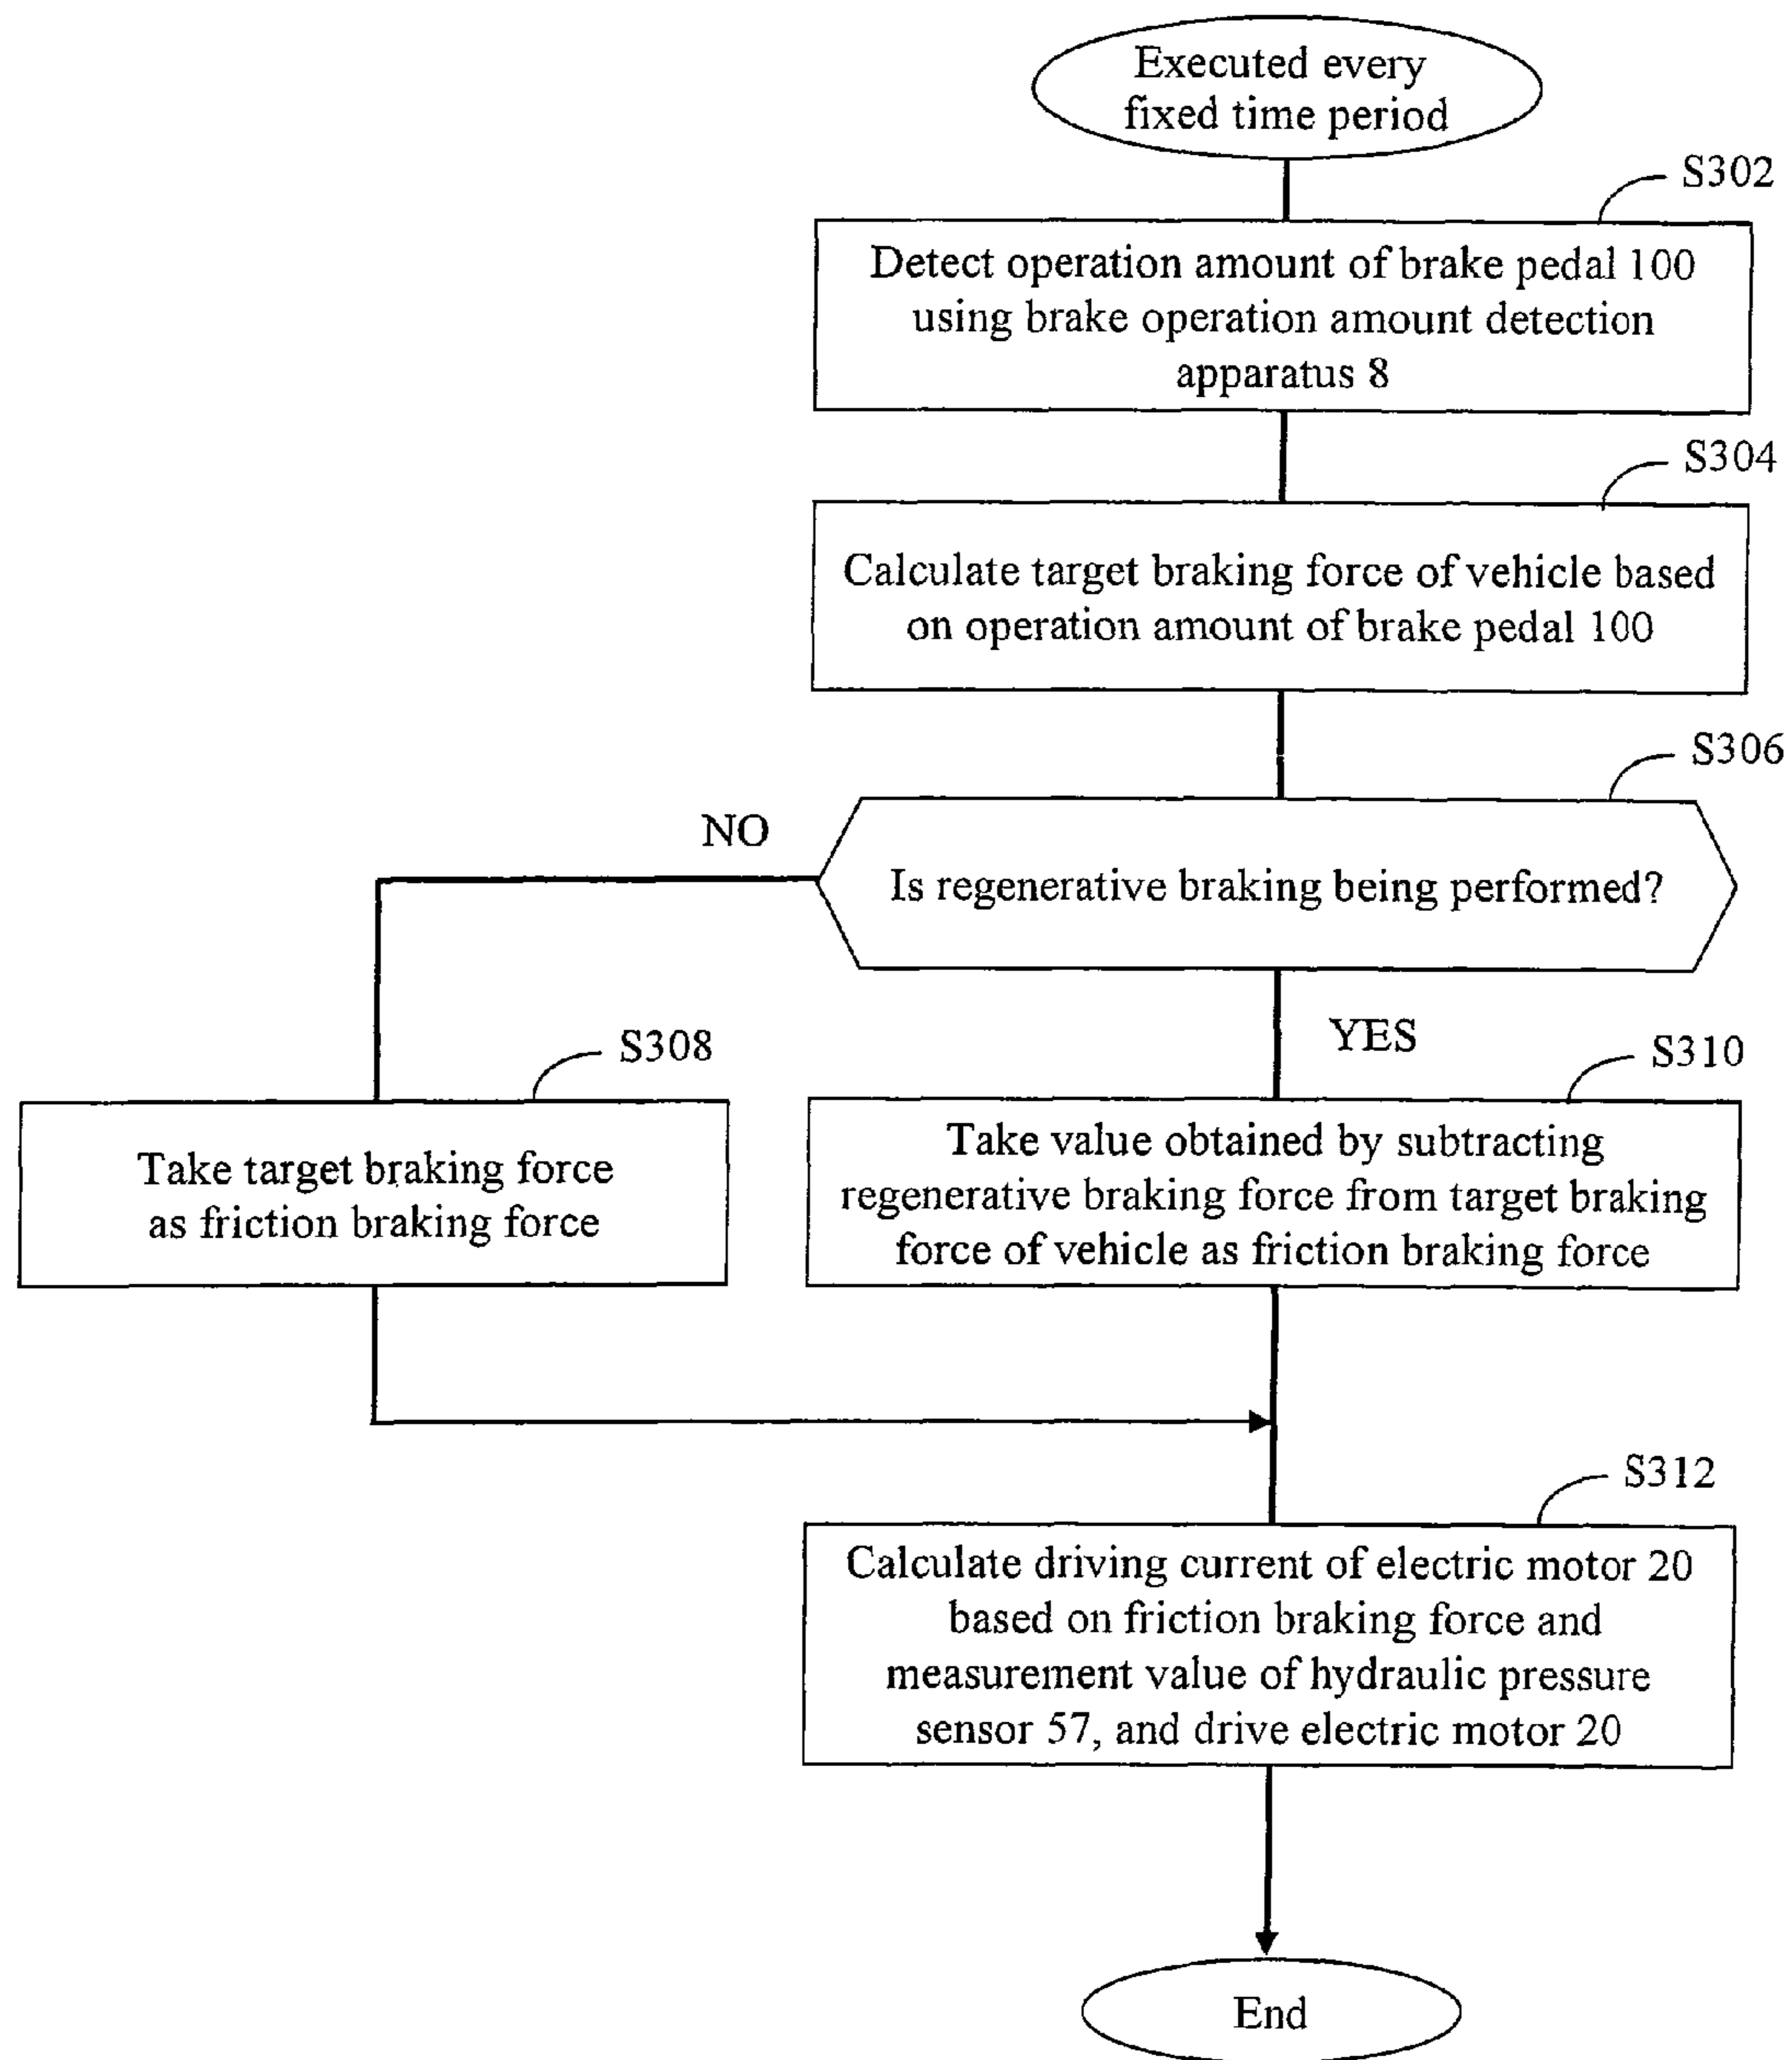 Executed every
fixed time period
S302
Detect operation amount of brake pedal 100
using brake operation amount detection
apparatus 8
S304
Calculate target braking force of vehicle based
on operation amount of brake pedal 100
S306
NO
Is regenerative braking being performed?
YES
S308
Take target braking force
as friction braking force
S310
Take value obtained by subtracting
regenerative braking force from target braking
force of vehicle as friction braking force
S312
Calculate driving current of electric motor 20
based on friction braking force and
measurement value of hydraulic pressure
sensor 57, and drive electric motor 20
End